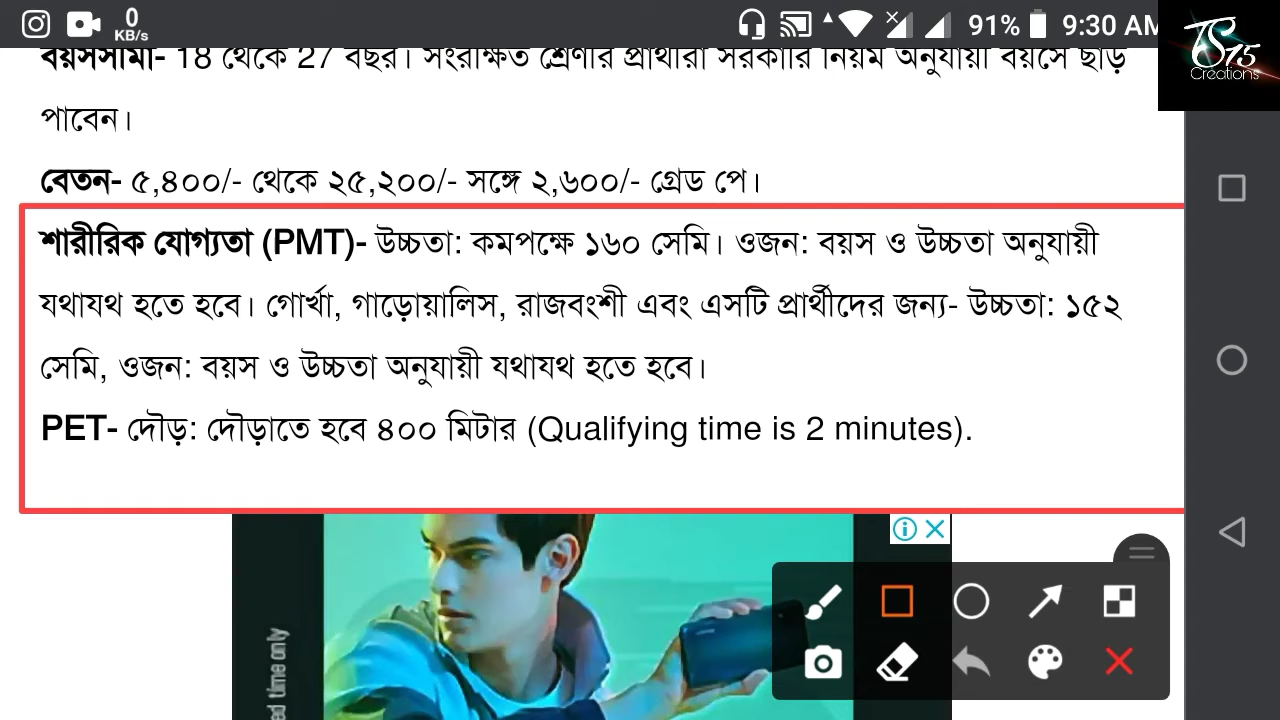 0
KB/s
91%
9:30 AM
TS75
Creations
বয়সসীমা- 18 থেকে 27 বছর। সংরক্ষিত শ্রেণীর প্রার্থীরা সরকারি নিয়ম অনুযায়ী বয়সে ছাড়
পাবেন।
বেতন- ৫,৪০০/- থেকে ২৫,২০০/- সঙ্গে ২,৬০০/- গ্রেড পে।
শারীরিক যোগ্যতা (PMT)- উচ্চতা: কমপক্ষে ১৬০ সেমি। ওজন: বয়স ও উচ্চতা অনুযায়ী
যথাযথ হতে হবে। গোর্খা, গাড়োয়ালিস, রাজবংশী এবং এসটি প্রার্থীদের জন্য- উচ্চতা: ১৫২
সেমি, ওজন: বয়স ও উচ্চতা অনুযায়ী যথাযথ হতে হবে।
PET- দৌড়: দৌড়াতে হবে ৪০০ মিটার (Qualifying time is 2 minutes).
time only